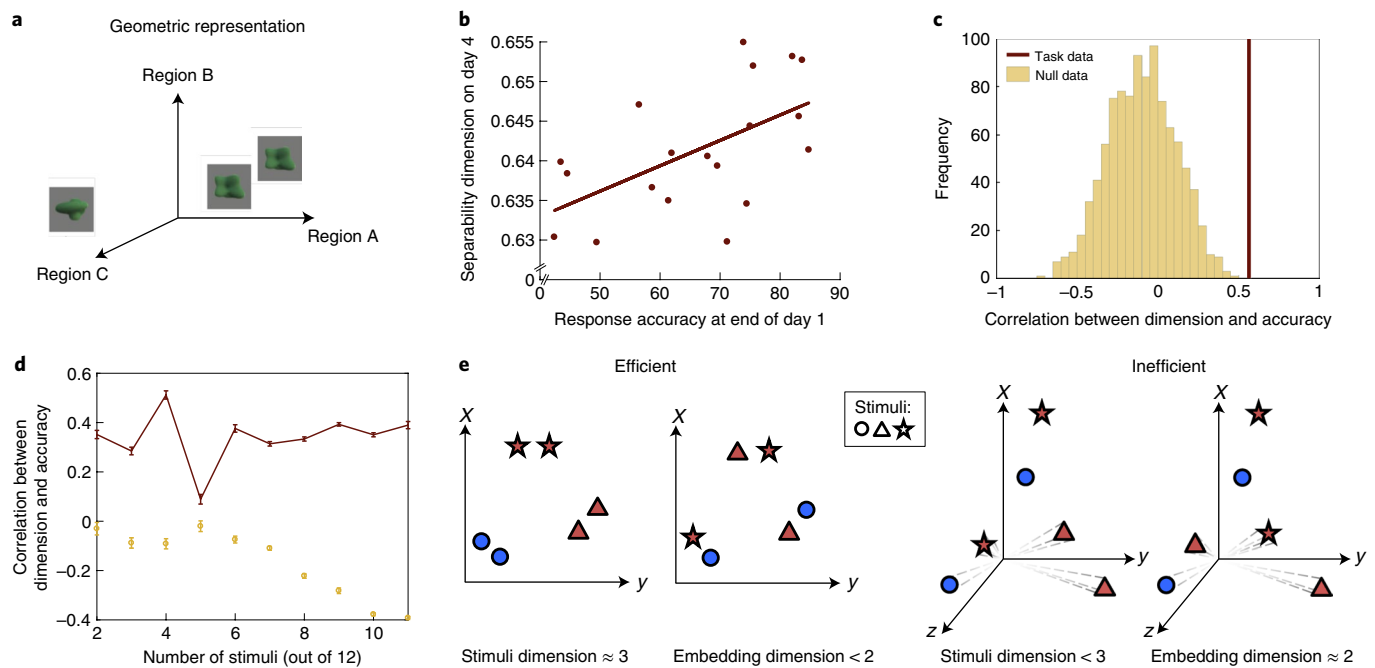 a
Geometric representation
Region B
Region A
Region C
b
Separability dimension on day 4
0.655
0.65
0.645
0.64
0.635
0.63
0
0
50
60
70
80
90
Response accuracy at end of day 1
c
Task data
Null data
Frequency
100
80
60
40
20
0
−1
−0.5
0
0.5
1
Correlation between dimension and accuracy
d
Correlation between
dimension and accuracy
0.6
0.4
0.2
0
−0.2
−0.4
2
4
6
8
10
Number of stimuli (out of 12)
e
Efficient
Inefficient
Stimuli:
X
y
Stimuli dimension ≈ 3
X
y
Embedding dimension < 2
X
y
z
Stimuli dimension < 3
X
y
z
Embedding dimension ≈ 2